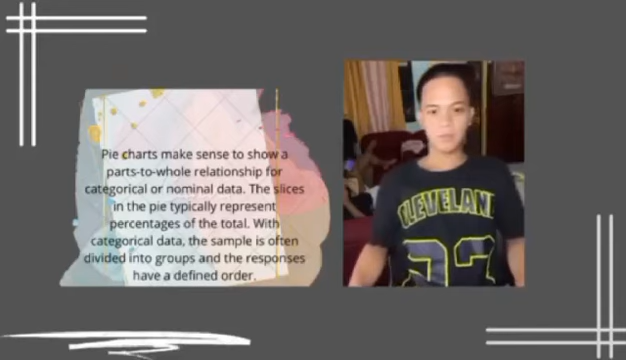 Pie charts make sense to show a
parts-to-whole relationship for
categorical or nominal data. The slices
in the pie typically represent
percentages of the total. With
categorical data, the sample is often
divided into groups and the responses
have a defined order.
CLEVELAND
23